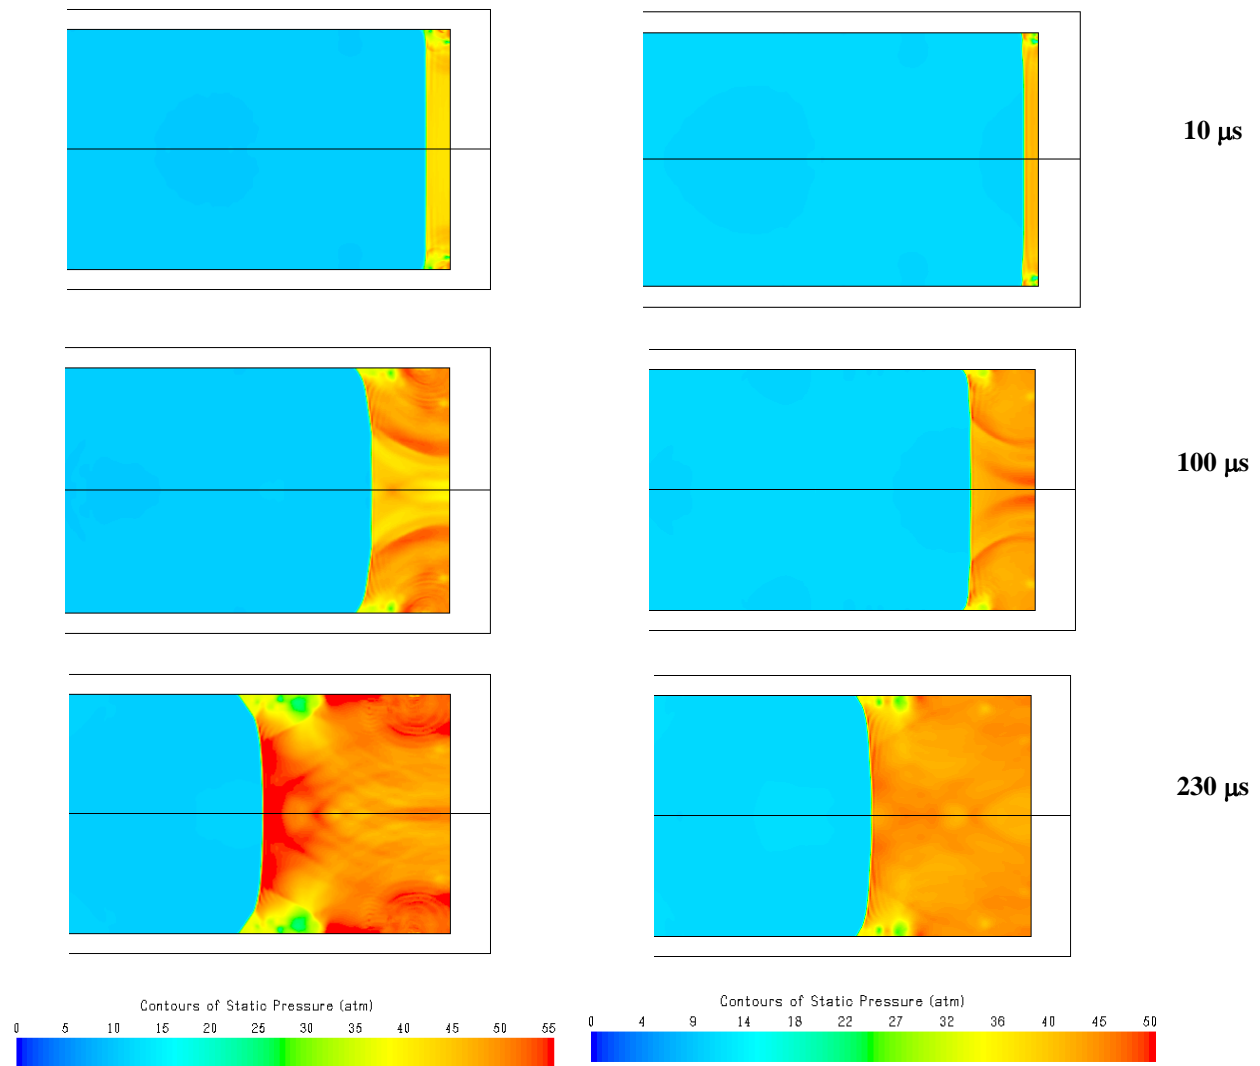 10 μs
100 μs
230 μs
Contours of Static Pressure (atm)
0 5 10 15 20 25 30 35 40 45 50 55
Contours of Static Pressure (atm)
0 4 9 14 18 22 27 32 36 40 45 50